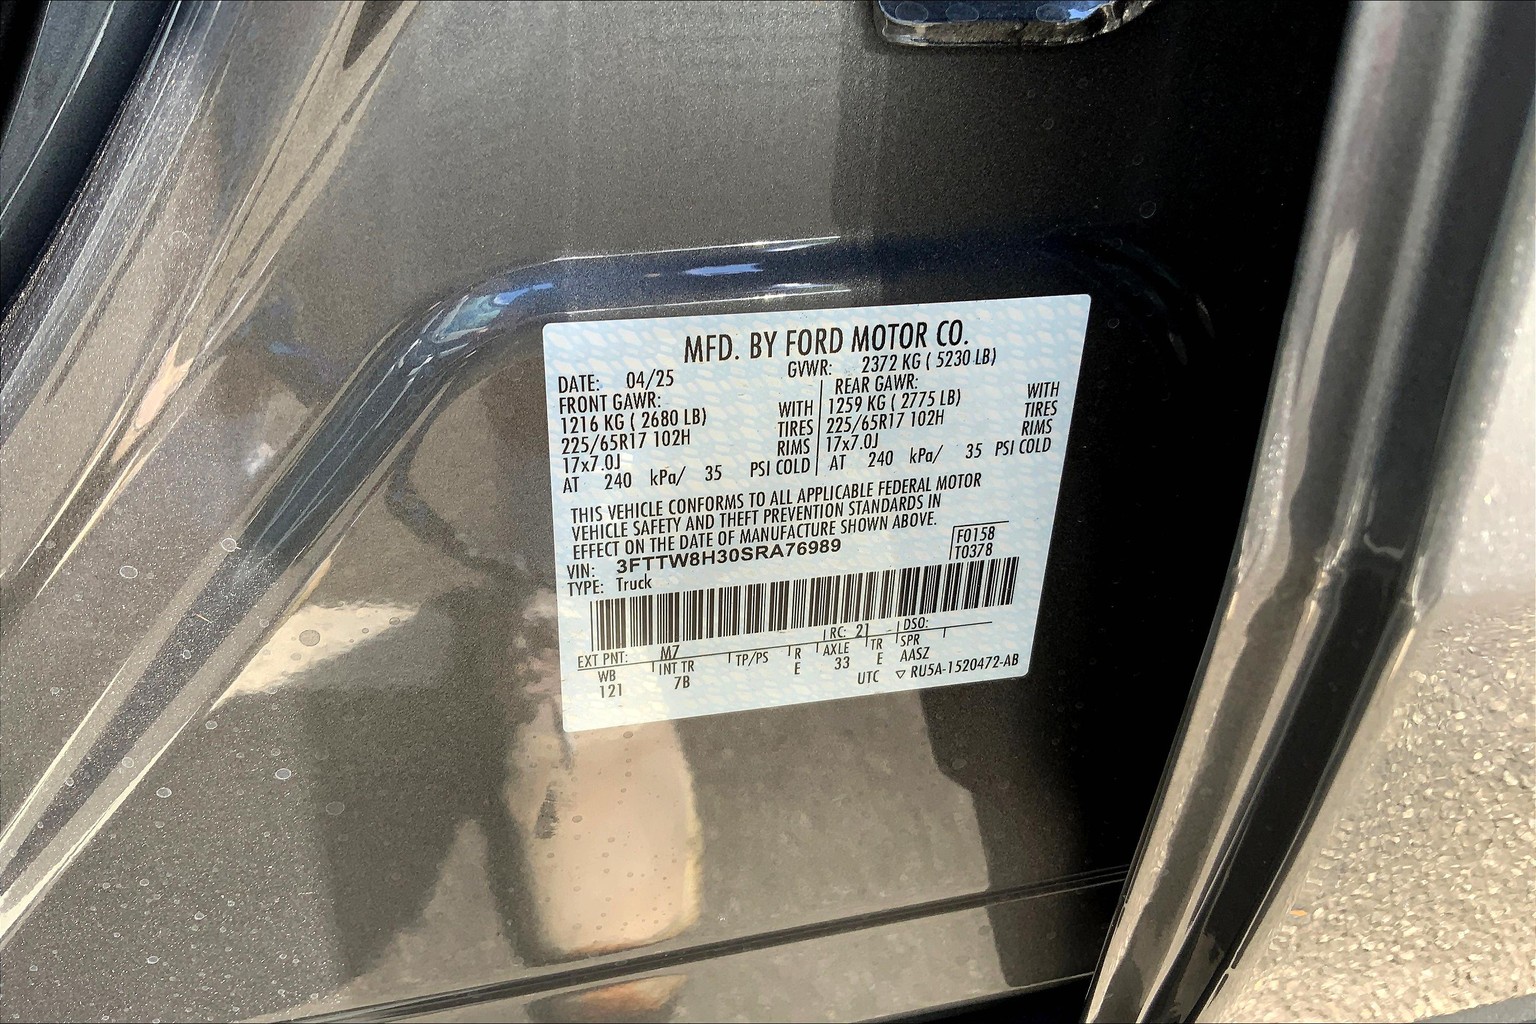 MFD. BY FORD MOTOR CO.
DATE: 04/25 GVWR: 2372 KG ( 5230 LB)
FRONT GAWR: REAR GAWR:
1216 KG ( 2680 LB) WITH 1259 KG ( 2775 LB) WITH
225/65R17 102H TIRES 225/65R17 102H TIRES
17x7.0J RIMS 17x7.0J RIMS
AT 240 kPa/ 35 PSI COLD AT 240 kPa/ 35 PSI COLD
THIS VEHICLE CONFORMS TO ALL APPLICABLE FEDERAL MOTOR
VEHICLE SAFETY AND THEFT PREVENTION STANDARDS IN
EFFECT ON THE DATE OF MANUFACTURE SHOWN ABOVE.
F0158
T0378
VIN: 3FTTW8H30SRA76989
TYPE: Truck
EXT PNT: M7 RC: 21 DSO:
WB INT TR TP/PS R AXLE TR SPR
121 7B E 33 E AASZ
UTC ▽ RU5A-1520472-AB